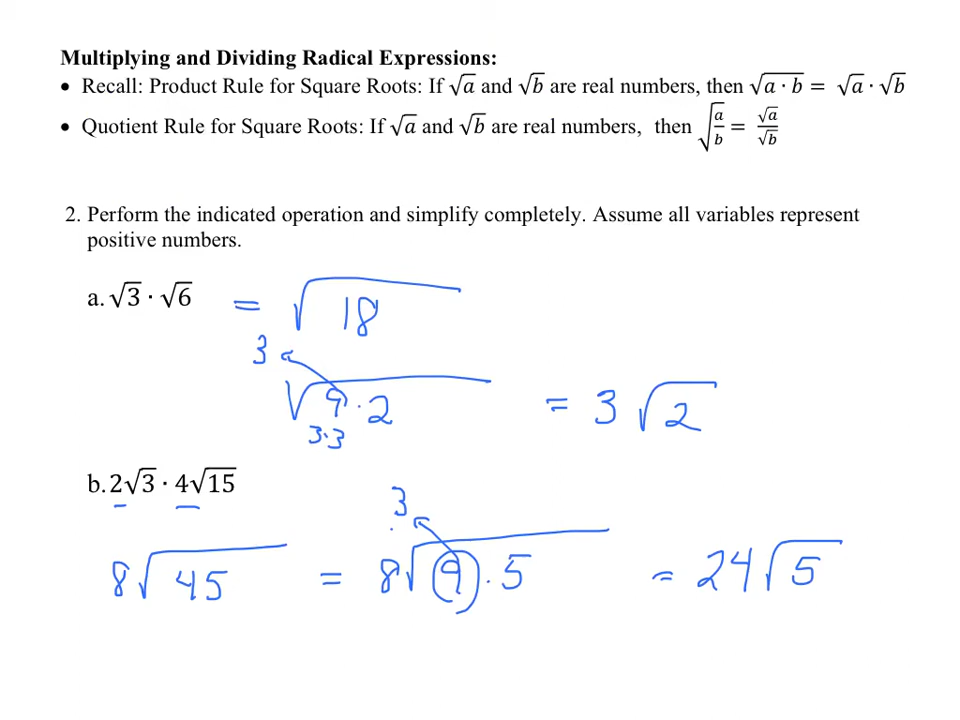 Multiplying and Dividing Radical Expressions:
• Recall: Product Rule for Square Roots: If √a and √b are real numbers, then √(a · b) = √a · √b
• Quotient Rule for Square Roots: If √a and √b are real numbers, then √(a/b) = √a/√b
2. Perform the indicated operation and simplify completely. Assume all variables represent
positive numbers.
a. √3 · √6 = √18
3
√(9 · 2) = 3√2
3·3
b. 2√3 · 4√15
3
8√45 = 8√(9 · 5) = 24√5